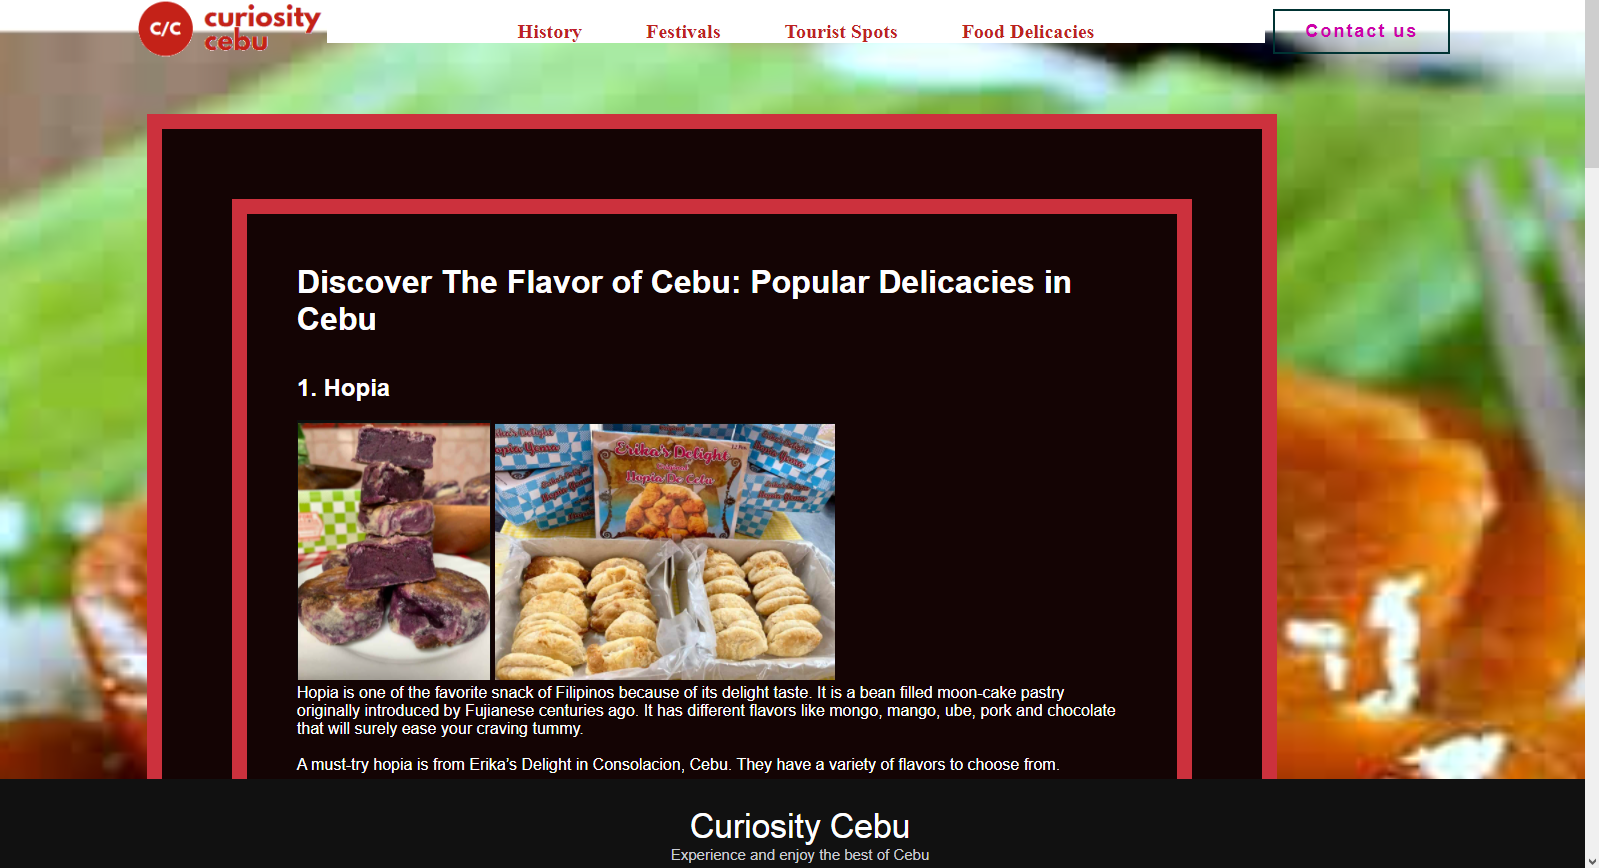 C/C curiosity cebu
History Festivals Tourist Spots Food Delicacies Contact us
Discover The Flavor of Cebu: Popular Delicacies in
Cebu
1. Hopia
Erika's Delight
Original
Hopia De Cebu
Hopia is one of the favorite snack of Filipinos because of its delight taste. It is a bean filled moon-cake pastry
originally introduced by Fujianese centuries ago. It has different flavors like mongo, mango, ube, pork and chocolate
that will surely ease your craving tummy.
A must-try hopia is from Erika's Delight in Consolacion, Cebu. They have a variety of flavors to choose from.
Curiosity Cebu
Experience and enjoy the best of Cebu